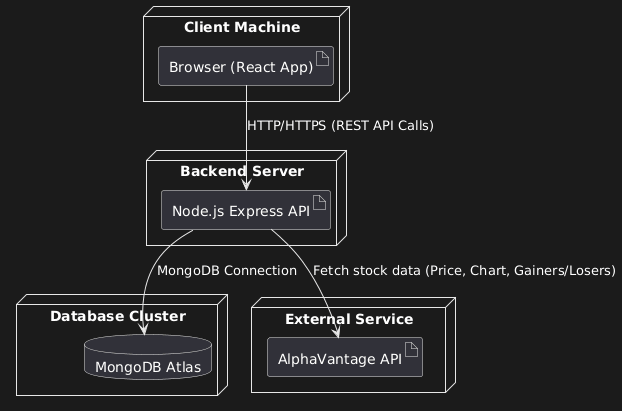 Client Machine
Browser (React App)
HTTP/HTTPS (REST API Calls)
Backend Server
Node.js Express API
MongoDB Connection
Fetch stock data (Price, Chart, Gainers/Losers)
Database Cluster
MongoDB Atlas
External Service
AlphaVantage API